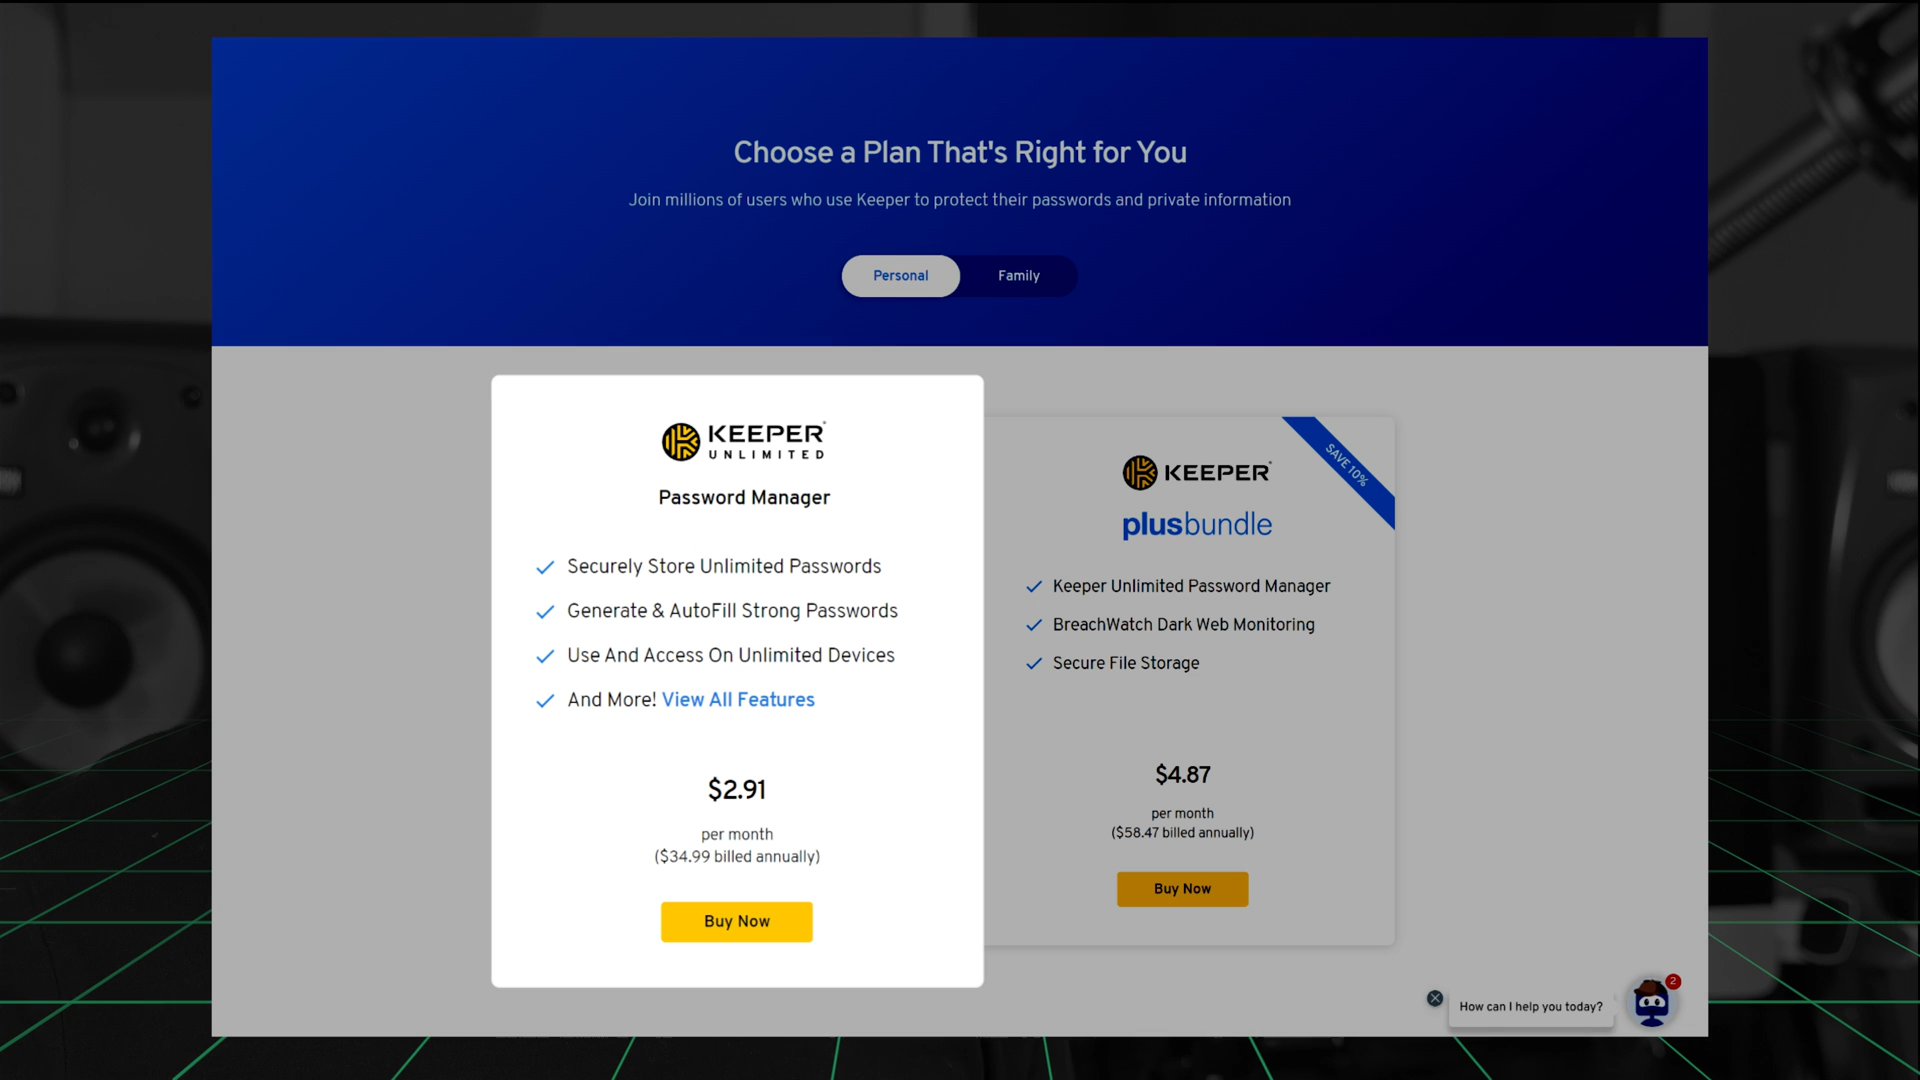 Choose a Plan That's Right for You
Join millions of users who use Keeper to protect their passwords and private information
Personal
Family
KEEPER
UNLIMITED
Password Manager
Securely Store Unlimited Passwords
Generate & AutoFill Strong Passwords
Use And Access On Unlimited Devices
And More! View All Features
$2.91
per month
($34.99 billed annually)
Buy Now
SAVE 10%
KEEPER
plusbundle
Keeper Unlimited Password Manager
BreachWatch Dark Web Monitoring
Secure File Storage
$4.87
per month
($58.47 billed annually)
Buy Now
How can I help you today?
2